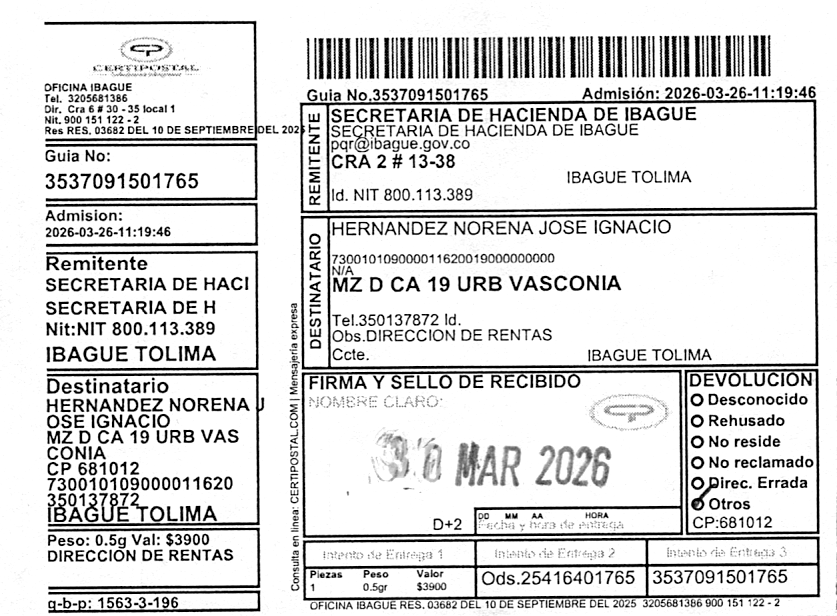 CERTIPOSTAL
OFICINA IBAGUE
Tel. 3205681386
Dir. Cra 6 # 30 - 35 local 1
Nit. 900 151 122 - 2
Res RES. 03682 DEL 10 DE SEPTIEMBRE DEL 2025
Guia No:
3537091501765
Admision:
2026-03-26-11:19:46
Remitente
SECRETARIA DE HACI
SECRETARIA DE H
Nit:NIT 800.113.389
IBAGUE TOLIMA
Destinatario
HERNANDEZ NORENA J
OSE IGNACIO
MZ D CA 19 URB VAS
CONIA
CP 681012
730010109000011620
350137872
IBAGUE TOLIMA
Peso: 0.5g Val: $3900
DIRECCION DE RENTAS
q-b-p: 1563-3-196
Consulta en linea: CERTIPOSTAL.COM | Mensajeria expresa
Guia No.3537091501765 Admisión: 2026-03-26-11:19:46
REMITENTE
SECRETARIA DE HACIENDA DE IBAGUE
SECRETARIA DE HACIENDA DE IBAGUE
pqr@ibague.gov.co
CRA 2 # 13-38
IBAGUE TOLIMA
Id. NIT 800.113.389
DESTINATARIO
HERNANDEZ NORENA JOSE IGNACIO
730010109000011620019000000000
N/A
MZ D CA 19 URB VASCONIA
Tel.350137872 Id.
Obs.DIRECCION DE RENTAS
Ccte. IBAGUE TOLIMA
FIRMA Y SELLO DE RECIBIDO
NOMBRE CLARO:
30 MAR 2026
D+2
DD MM AA HORA
Fecha y hora de entrega
DEVOLUCION
Desconocido
Rehusado
No reside
No reclamado
Direc. Errada
Otros
CP:681012
Intento de Entrega 1 Intento de Entrega 2 Intento de Entrega 3
Piezas Peso Valor
1 0.5gr $3900
Ods.25416401765 3537091501765
OFICINA IBAGUE RES. 03682 DEL 10 DE SEPTIEMBRE DEL 2025 3205681386 900 151 122 - 2